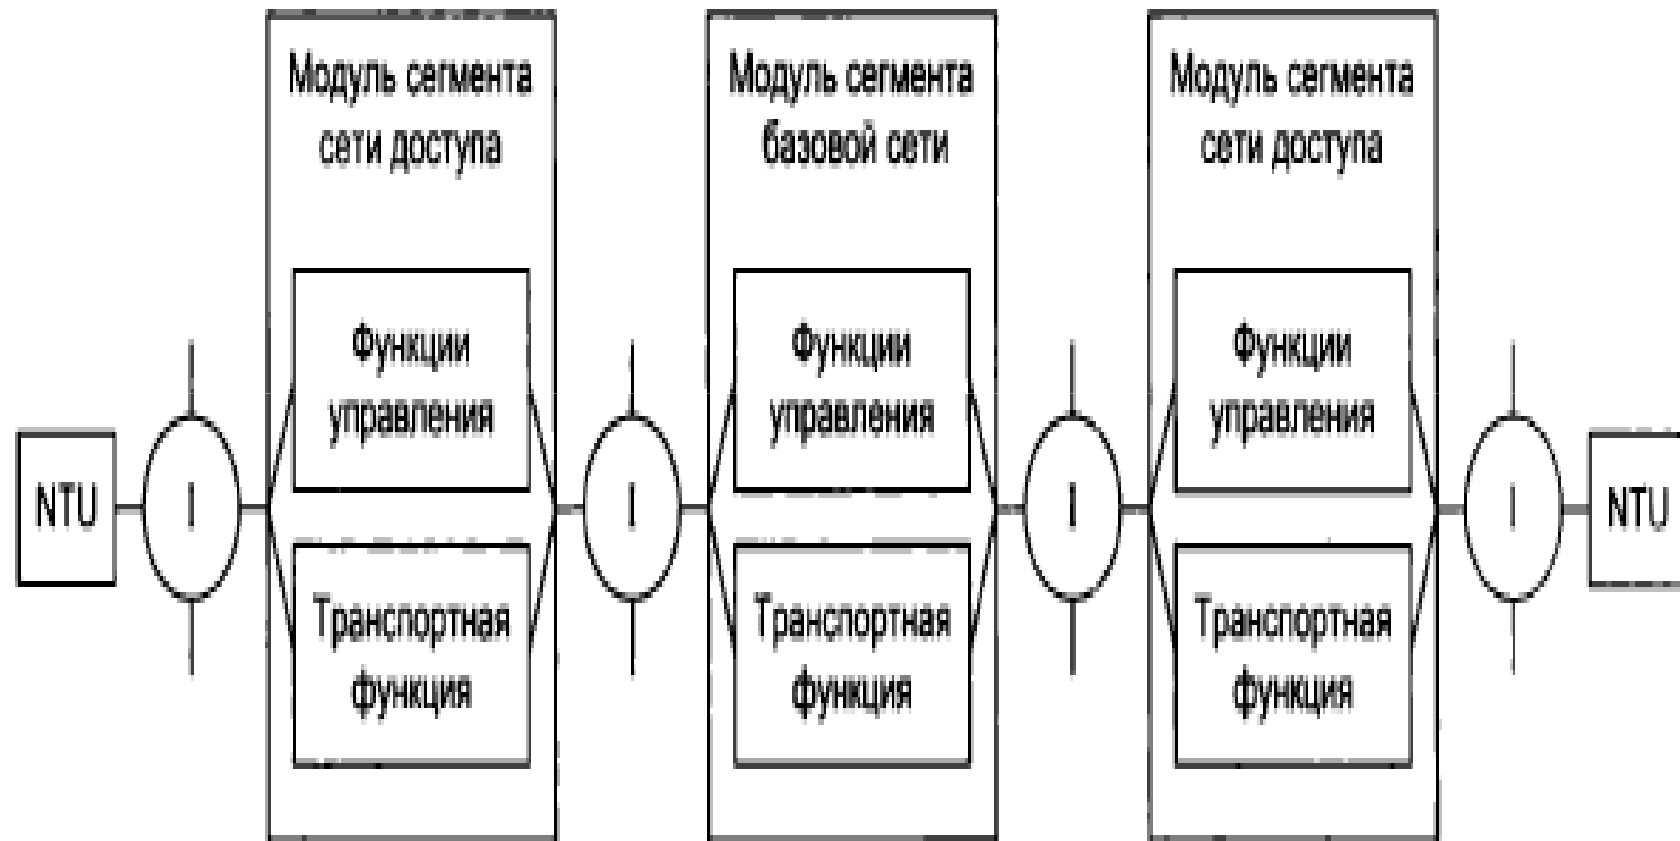 Модуль сегмента
сети доступа
Модуль сегмента
базовой сети
Модуль сегмента
сети доступа
Функции
управления
Функции
управления
Функции
управления
NTU
I
I
I
I
NTU
Транспортная
функция
Транспортная
функция
Транспортная
функция